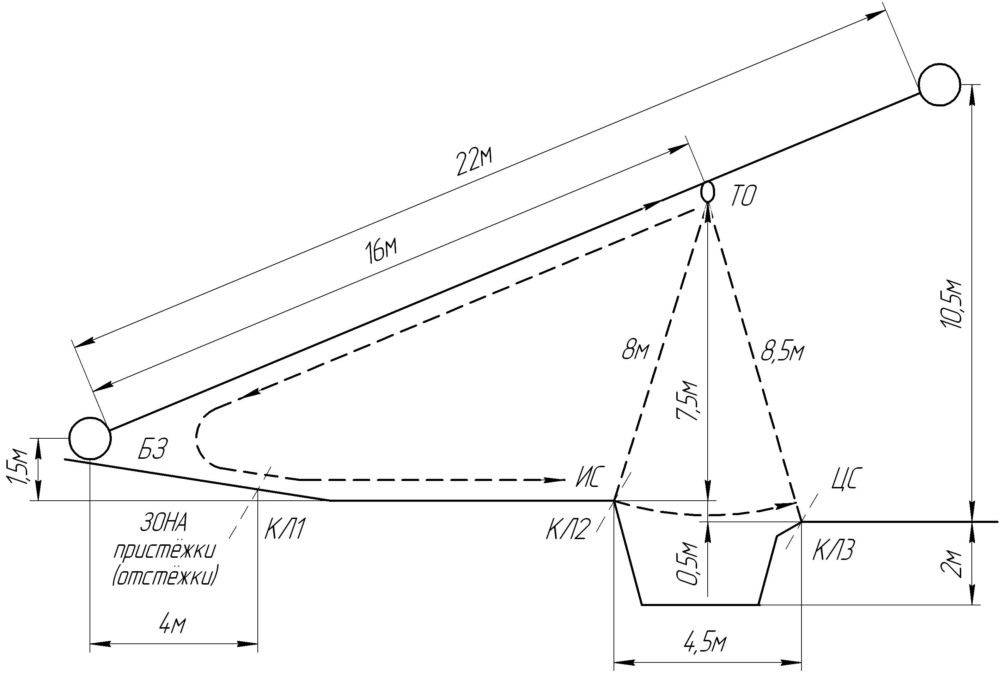 22м
ТО
16м
10,5м
8м
8,5м
7,5м
БЗ
1,5м
ИС
ЦС
ЗОНА
пристёжки
(отстёжки)
КЛ1
КЛ2
КЛ3
0,5м
2м
4м
4,5м